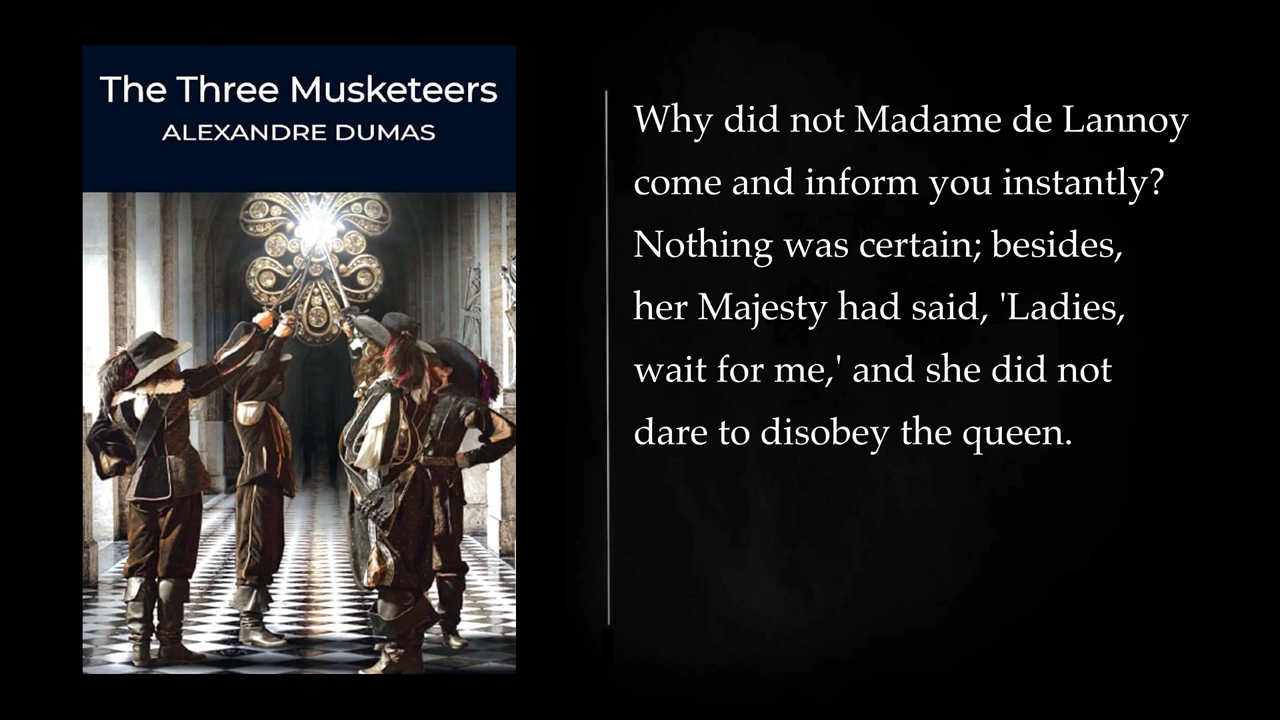 The Three Musketeers
ALEXANDRE DUMAS
Why did not Madame de Lannoy
come and inform you instantly?
Nothing was certain; besides,
her Majesty had said, 'Ladies,
wait for me,' and she did not
dare to disobey the queen.